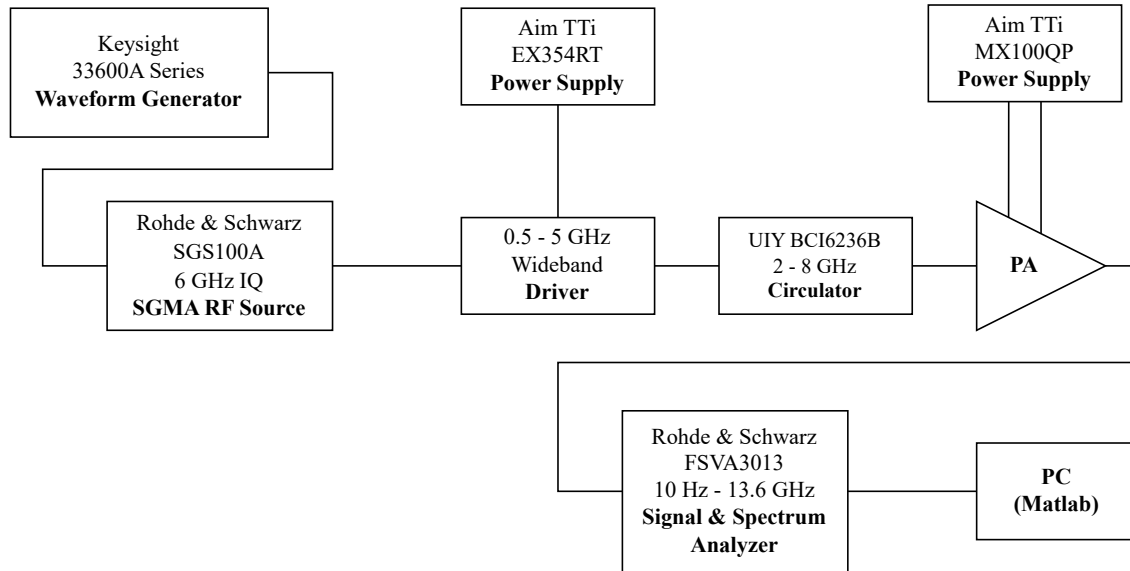 Keysight
33600A Series
Waveform Generator
Aim TTi
EX354RT
Power Supply
Aim TTi
MX100QP
Power Supply
Rohde & Schwarz
SGS100A
6 GHz IQ
SGMA RF Source
0.5 - 5 GHz
Wideband
Driver
UIY BCI6236B
2 - 8 GHz
Circulator
PA
Rohde & Schwarz
FSVA3013
10 Hz - 13.6 GHz
Signal & Spectrum
Analyzer
PC
(Matlab)